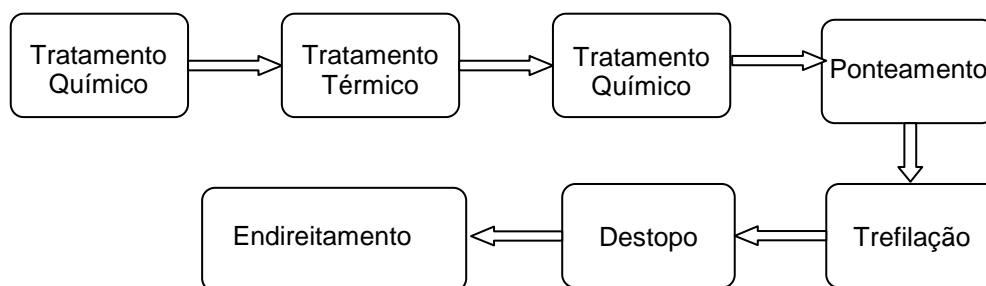 Tratamento
Químico
Tratamento
Térmico
Tratamento
Químico
Ponteamento
Trefilação
Destopo
Endireitamento